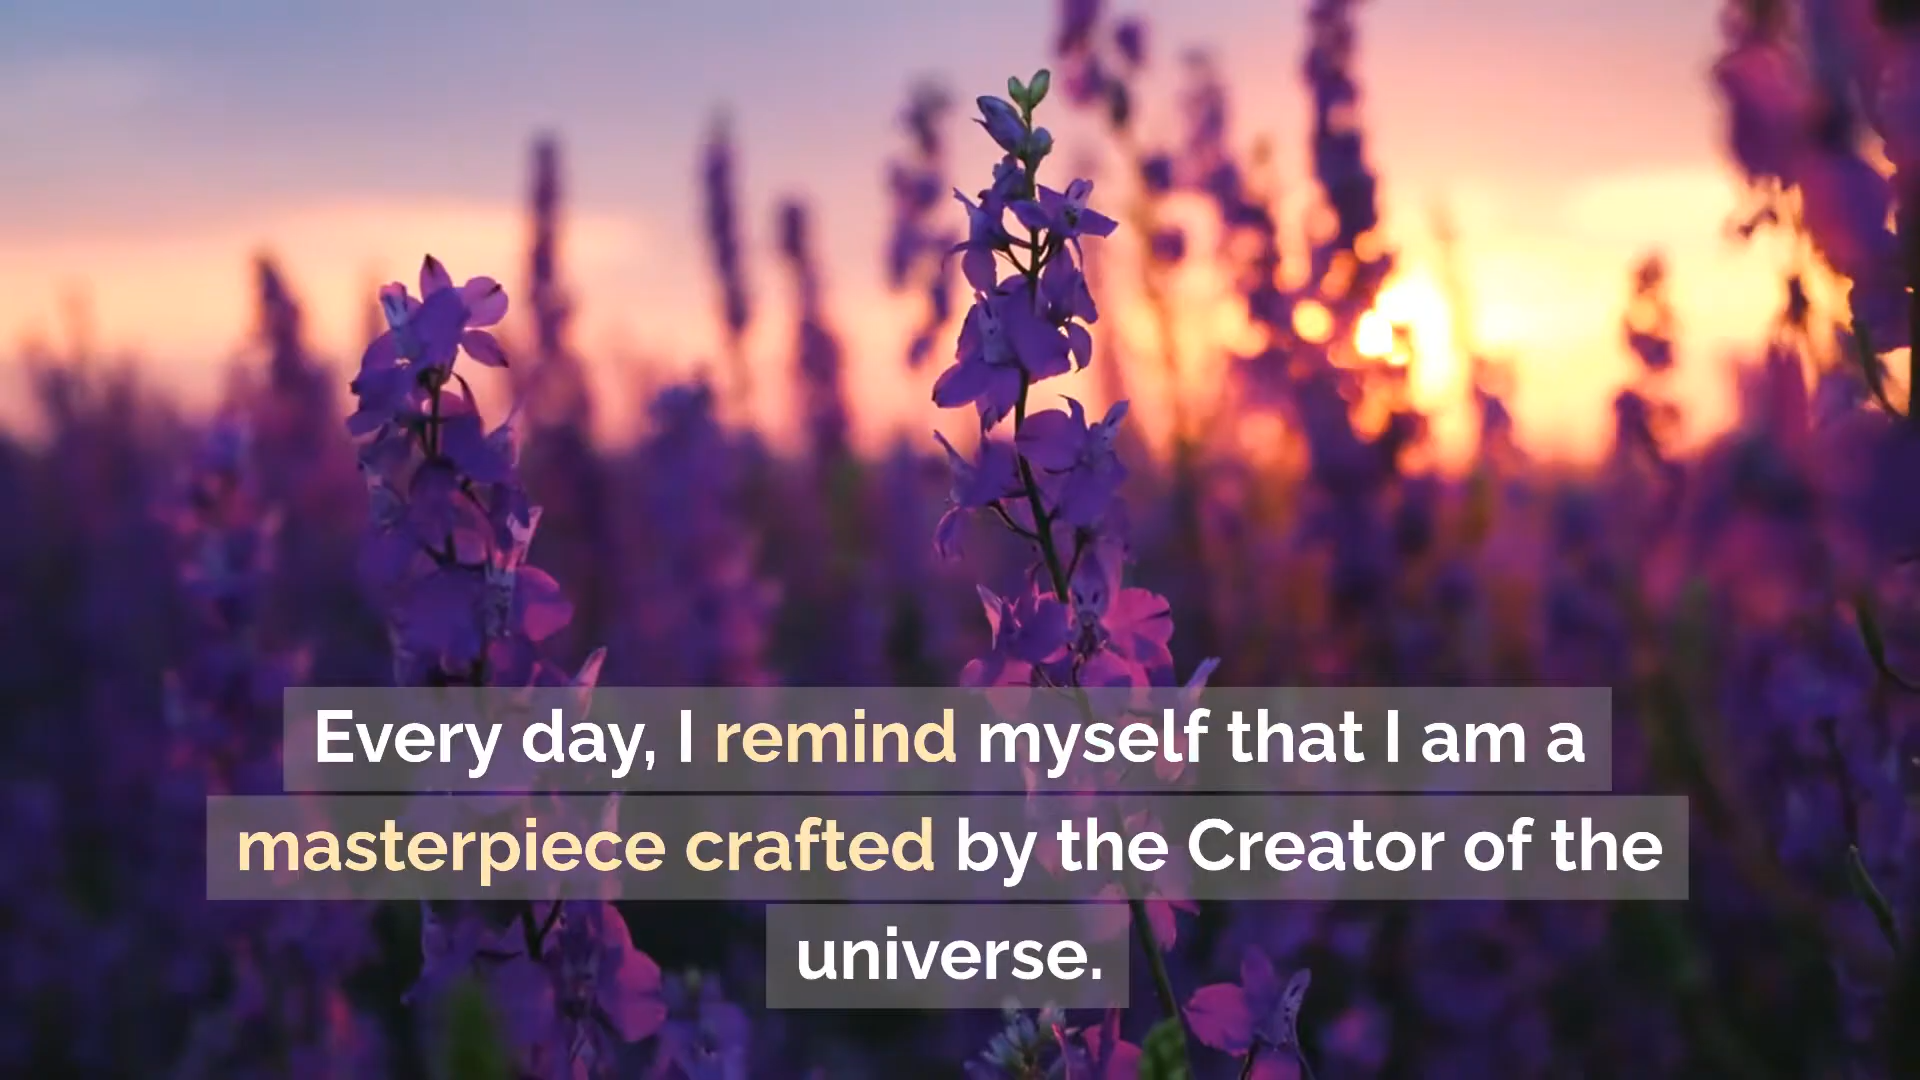 Every day, I remind myself that I am a
masterpiece crafted by the Creator of the
universe.